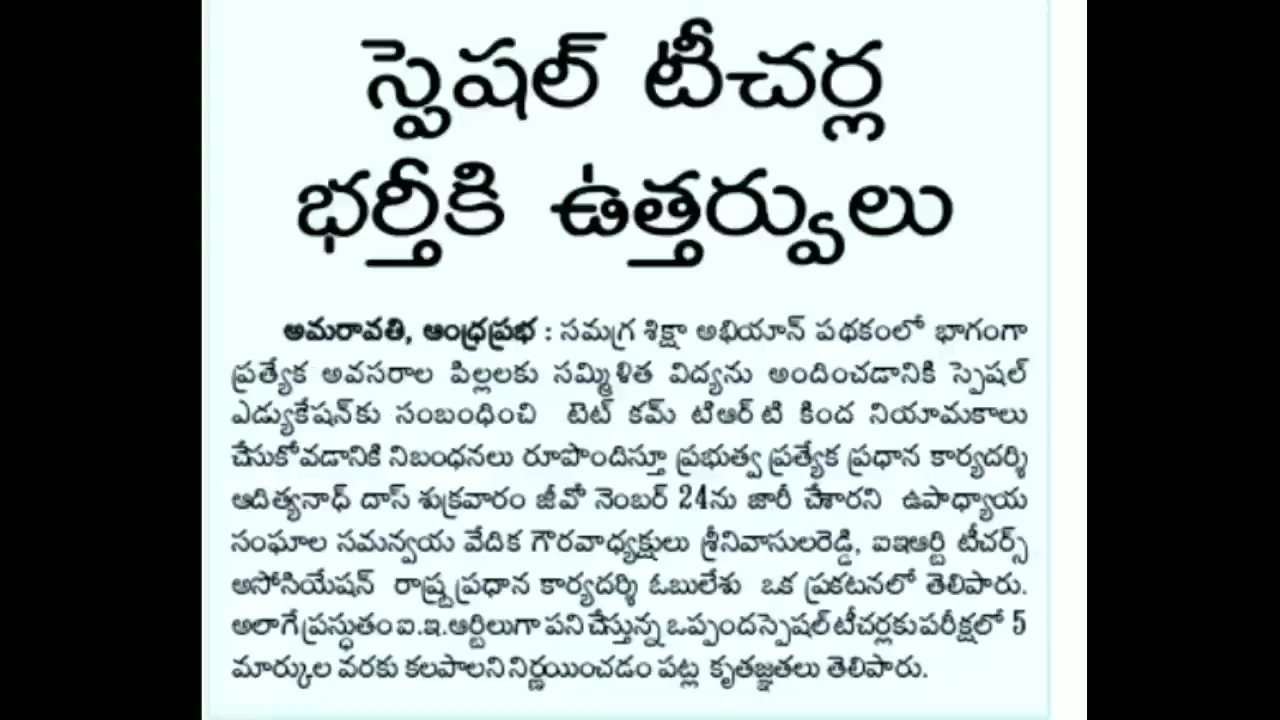 స్పెషల్ టీచర్ల
భర్తీకి ఉత్తర్వులు
అమరావతి, ఆంధ్రప్రభ : సమగ్ర శిక్షా అభియాన్ పథకంలో భాగంగా
ప్రత్యేక అవసరాల పిల్లలకు సమ్మిళిత విద్యను అందించడానికి స్పెషల్
ఎడ్యుకేషన్‌కు సంబంధించి టెట్ కమ్ టిఆర్ టి కింద నియామకాలు
చేసుకోవడానికి నిబంధనలు రూపొందిస్తూ ప్రభుత్వ ప్రత్యేక ప్రధాన కార్యదర్శి
ఆదిత్యనాధ్ దాస్ శుక్రవారం జీవో నెంబర్ 24ను జారీ చేశారని ఉపాధ్యాయ
సంఘాల సమన్వయ వేదిక గౌరవాధ్యక్షులు శ్రీనివాసులరెడ్డి, ఐఇఆర్టి టీచర్స్
అసోసియేషన్ రాష్ట్ర ప్రధాన కార్యదర్శి ఓబులేశు ఒక ప్రకటనలో తెలిపారు.
అలాగే ప్రస్తుతం ఐ.ఇ.ఆర్టిలుగా పని చేస్తున్న ఒప్పంద స్పెషల్ టీచర్లకు పరీక్షలో 5
మార్కుల వరకు కలపాలని నిర్ణయించడం పట్ల కృతజ్ఞతలు తెలిపారు.